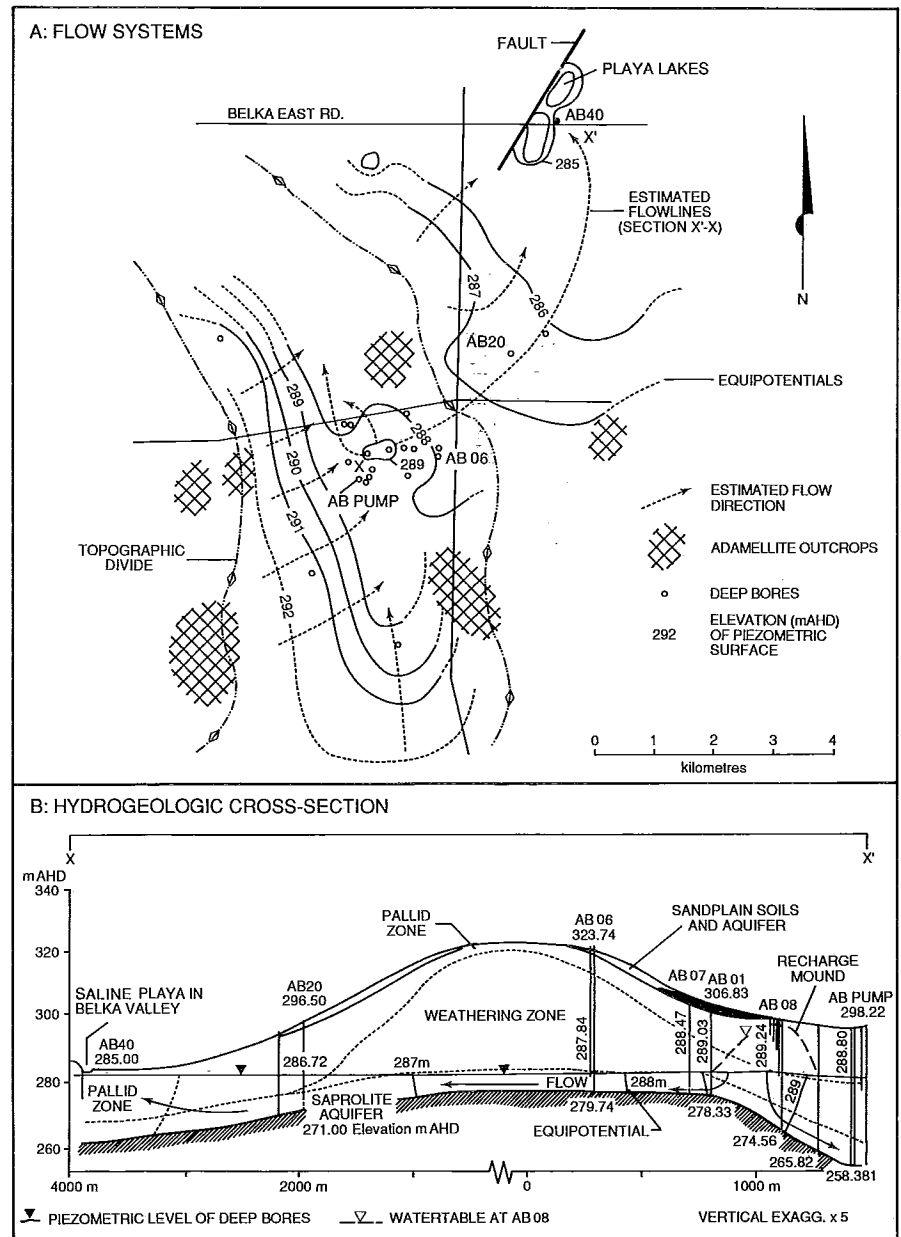 A: FLOW SYSTEMS
FAULT
PLAYA LAKES
BELKA EAST RD.
AB40
X'
285
ESTIMATED
FLOWLINES
(SECTION X'-X)
287
286
AB20
EQUIPOTENTIALS
289
288
290
X
289
AB 06
AB PUMP
291
292
TOPOGRAPHIC
DIVIDE
N
ESTIMATED FLOW
DIRECTION
ADAMELLITE OUTCROPS
DEEP BORES
292
ELEVATION (mAHD)
OF PIEZOMETRIC
SURFACE
0 1 2 3 4
kilometres
B: HYDROGEOLOGIC CROSS-SECTION
X X'
mAHD
340
320
300
280
260
PALLID
ZONE
AB 06
323.74
SANDPLAIN SOILS
AND AQUIFER
SALINE PLAYA IN
BELKA VALLEY
AB20
296.50
WEATHERING ZONE
AB 07
AB 01
306.83
RECHARGE
MOUND
AB 08
AB PUMP
298.22
AB40
285.00
286.72
287.84
288.47
289.03
289.24
289
288.80
PALLID
ZONE
287m
FLOW
288m
SAPROLITE
AQUIFER
271.00 Elevation mAHD
EQUIPOTENTIAL
279.74
278.33
274.56
265.82
258.381
4000 m 2000 m 0 1000 m
PIEZOMETRIC LEVEL OF DEEP BORES
WATERTABLE AT AB 08
VERTICAL EXAGG. x 5